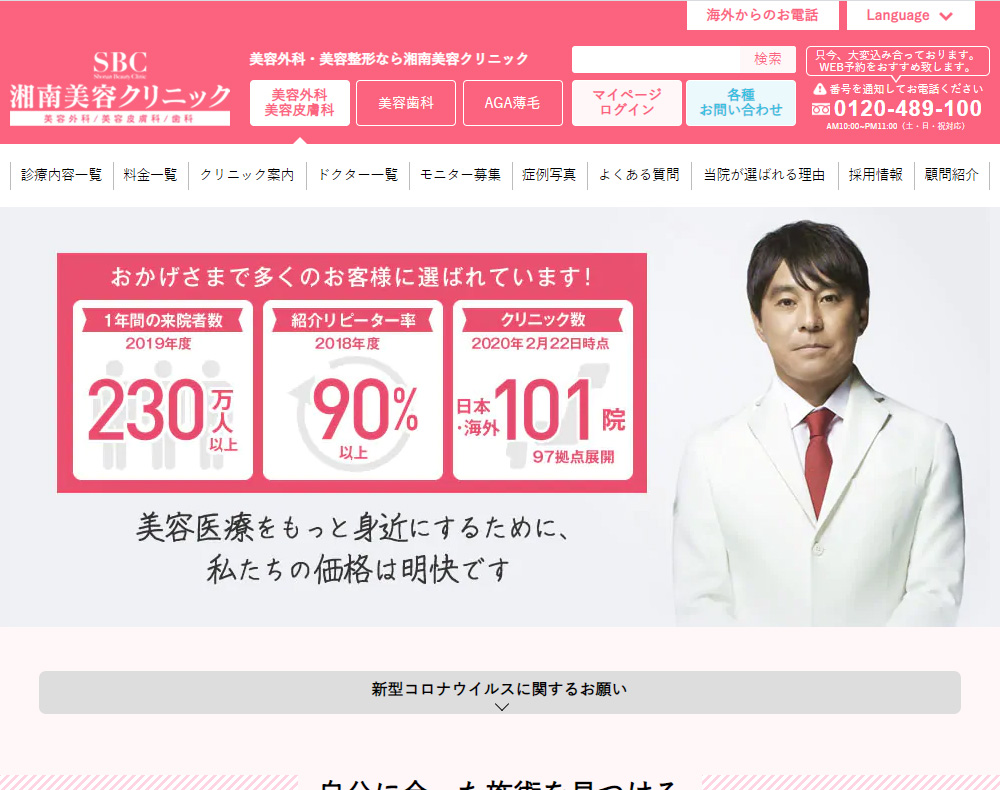 海外からのお電話
Language
SBC
Shonan Beauty Clinic
湘南美容クリニック
美容外科/美容皮膚科/歯科
美容外科・美容整形なら湘南美容クリニック
検索
美容外科
美容皮膚科
美容歯科
AGA薄毛
マイページ
ログイン
各種
お問い合わせ
只今、大変込み合っております。
WEB予約をおすすめ致します。
番号を通知してお電話ください
0120-489-100
AM10:00~PM11:00（土・日・祝対応）
診療内容一覧
料金一覧
クリニック案内
ドクター一覧
モニター募集
症例写真
よくある質問
当院が選ばれる理由
採用情報
顧問紹介
おかげさまで多くのお客様に選ばれています!
1年間の来院者数
2019年度
230万人以上
紹介リピーター率
2018年度
90%
以上
クリニック数
2020年2月22日時点
日本・海外101院
97拠点展開
美容医療をもっと身近にするために、
私たちの価格は明快です
新型コロナウイルスに関するお願い
自分に合った施術を見つける